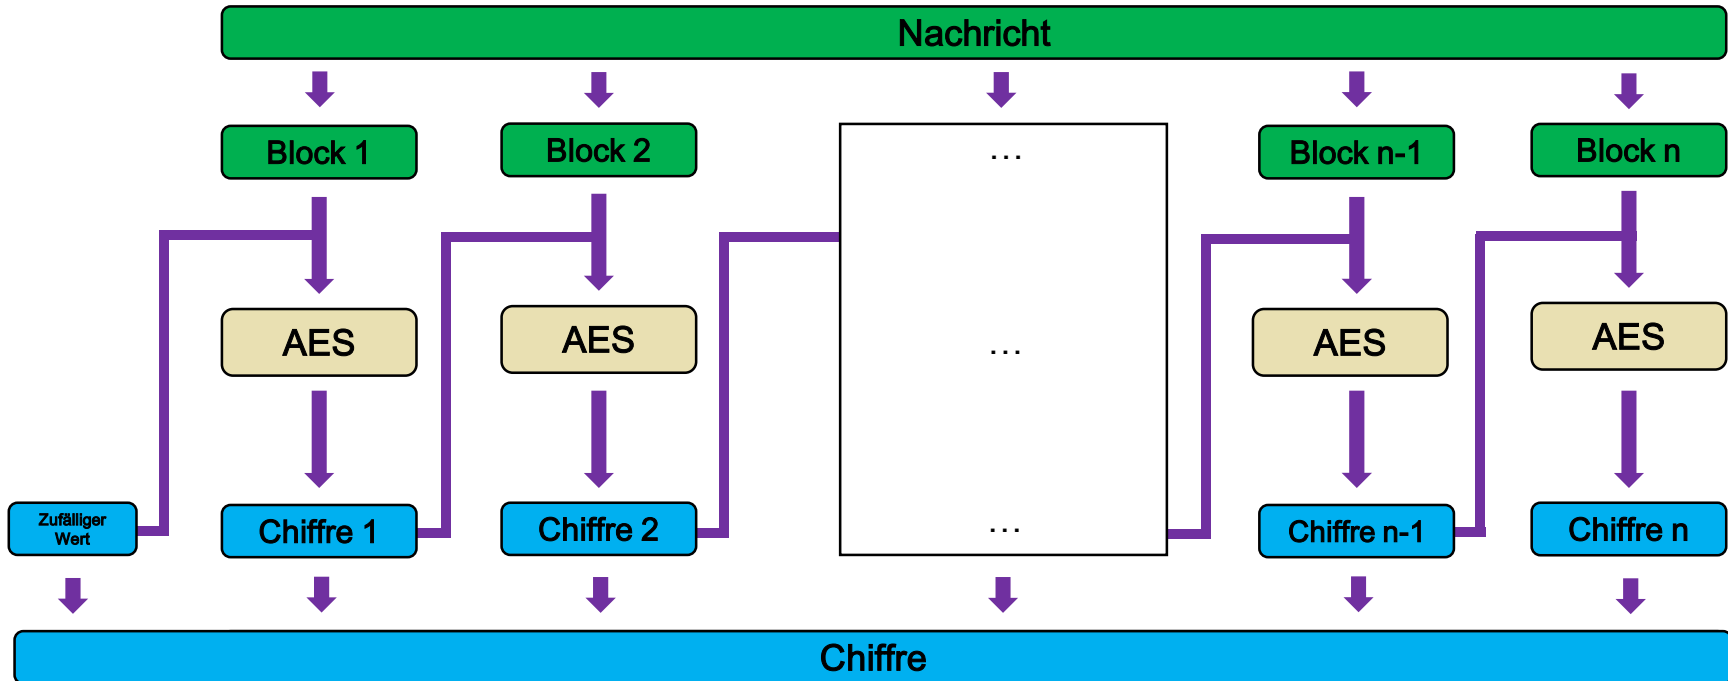 Nachricht
Block 1
Block 2
...
Block n-1
Block n
AES
AES
...
AES
AES
Zufälliger
Wert
Chiffre 1
Chiffre 2
...
Chiffre n-1
Chiffre n
Chiffre